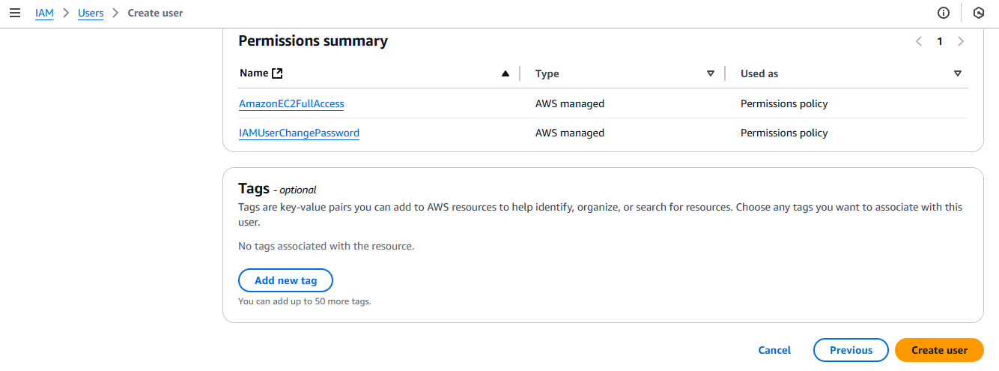 IAM > Users > Create user
Permissions summary
1
Name Type Used as
AmazonEC2FullAccess AWS managed Permissions policy
IAMUserChangePassword AWS managed Permissions policy
Tags - optional
Tags are key-value pairs you can add to AWS resources to help identify, organize, or search for resources. Choose any tags you want to associate with this
user.
No tags associated with the resource.
Add new tag
You can add up to 50 more tags.
Cancel Previous Create user